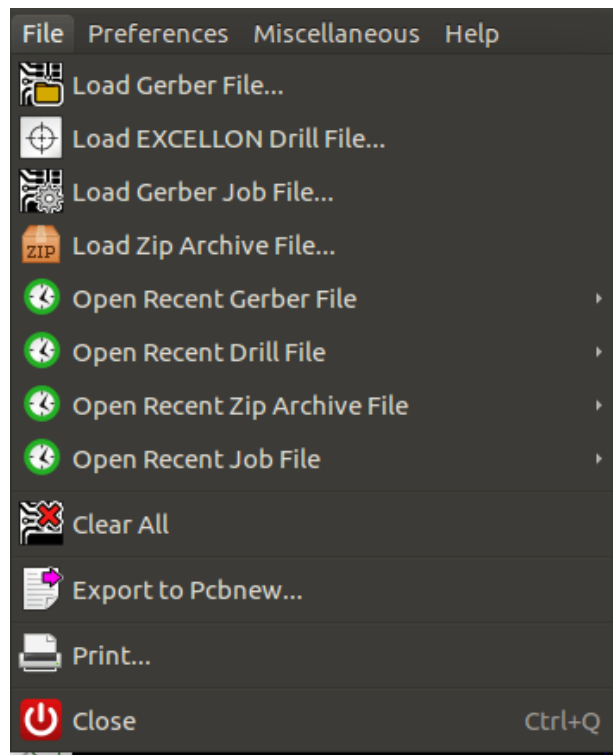 File Preferences Miscellaneous Help
Load Gerber File...
Load EXCELLON Drill File...
Load Gerber Job File...
ZIP Load Zip Archive File...
Open Recent Gerber File
Open Recent Drill File
Open Recent Zip Archive File
Open Recent Job File
Clear All
Export to Pcbnew...
Print...
Close Ctrl+Q